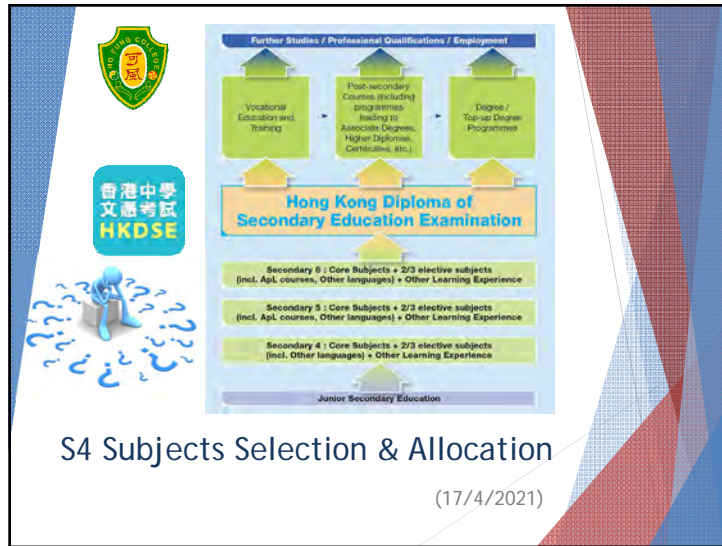 HO FUNG COLLEGE
可風
香港中學
文憑考試
HKDSE
Further Studies / Professional Qualifications / Employment
Vocational
Education and
Training
Post-secondary
Courses (including
programmes
leading to
Associate Degrees,
Higher Diplomas,
Certificates, etc.)
Degree /
Top-up Degree
Programmes
Hong Kong Diploma of
Secondary Education Examination
Secondary 6 : Core Subjects + 2/3 elective subjects
(incl. ApL courses, Other languages) + Other Learning Experience
Secondary 5 : Core Subjects + 2/3 elective subjects
(incl. ApL courses, Other languages) + Other Learning Experience
Secondary 4 : Core Subjects + 2/3 elective subjects
(incl. Other languages) + Other Learning Experience
Junior Secondary Education
S4 Subjects Selection & Allocation
(17/4/2021)